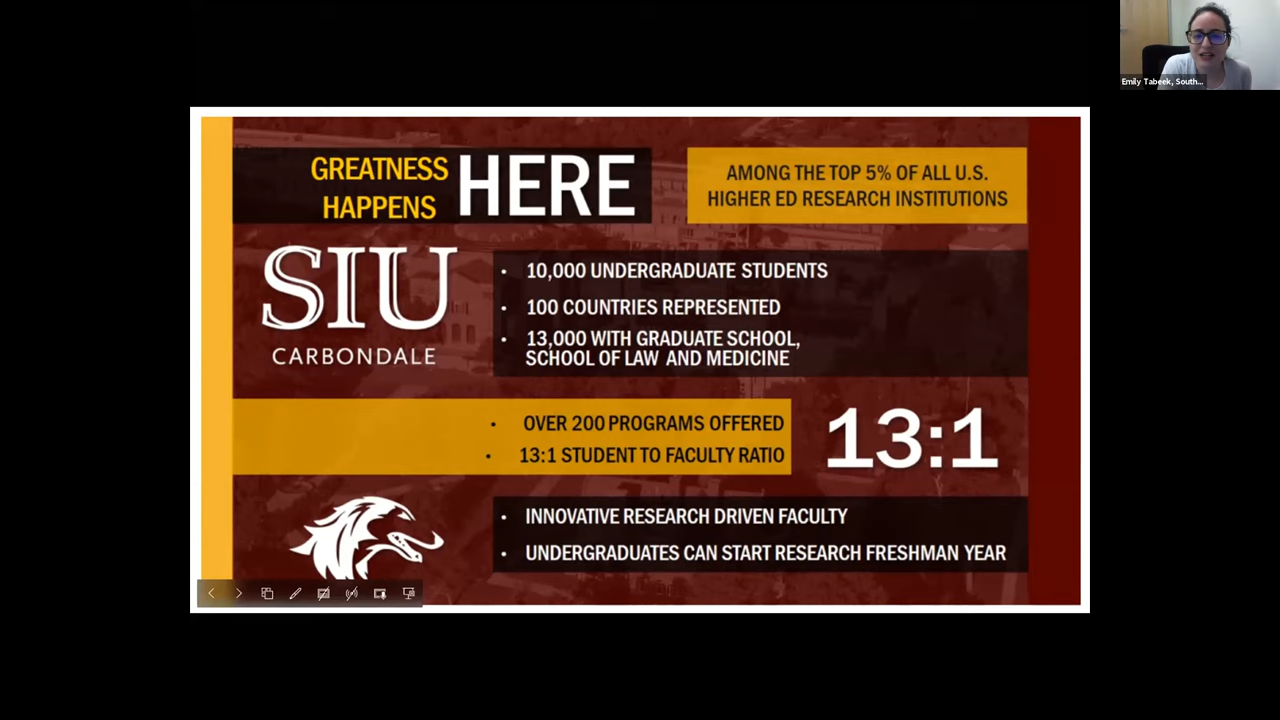 Emily Tabeek, South...
GREATNESS
HAPPENS
HERE
AMONG THE TOP 5% OF ALL U.S.
HIGHER ED RESEARCH INSTITUTIONS
SIU
CARBONDALE
• 10,000 UNDERGRADUATE STUDENTS
• 100 COUNTRIES REPRESENTED
• 13,000 WITH GRADUATE SCHOOL,
SCHOOL OF LAW AND MEDICINE
• OVER 200 PROGRAMS OFFERED
• 13:1 STUDENT TO FACULTY RATIO
13:1
• INNOVATIVE RESEARCH DRIVEN FACULTY
• UNDERGRADUATES CAN START RESEARCH FRESHMAN YEAR